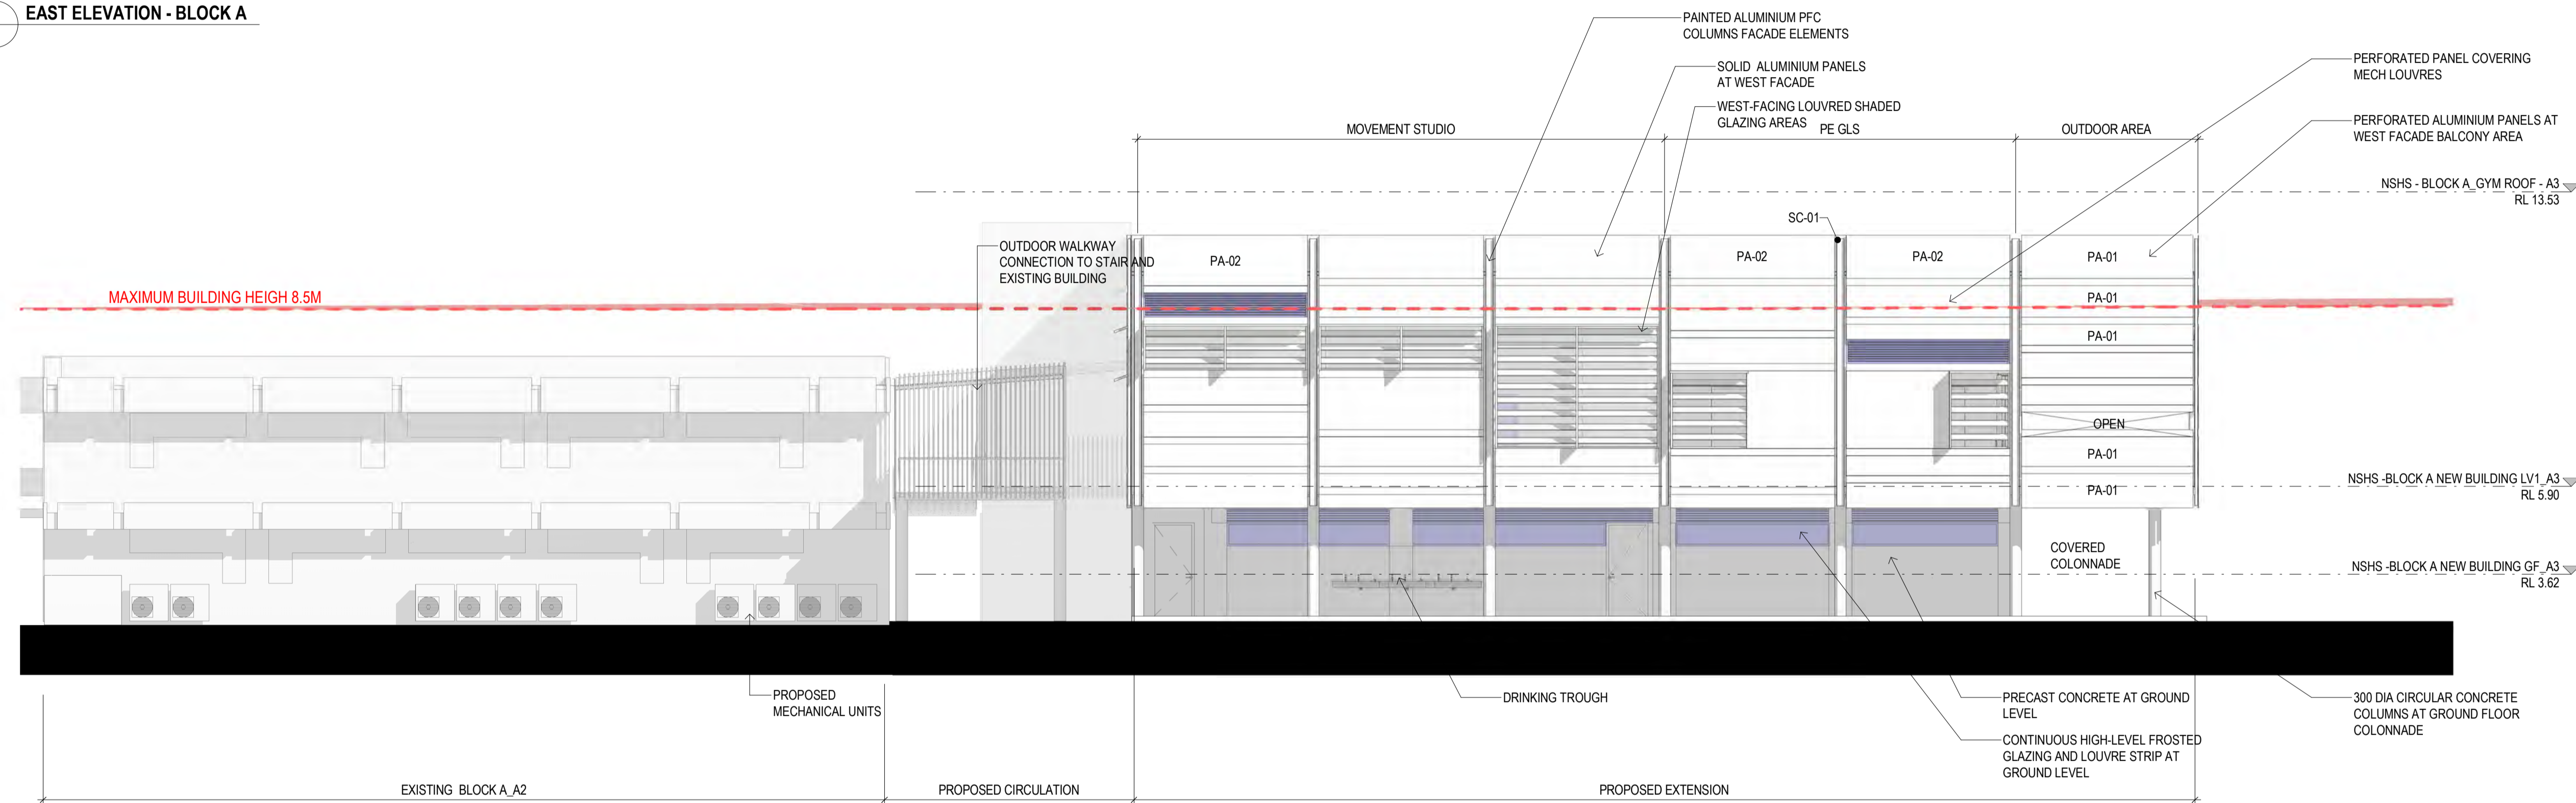 EAST ELEVATION - BLOCK A
PAINTED ALUMINIUM PFC
COLUMNS FACADE ELEMENTS
SOLID ALUMINIUM PANELS
AT WEST FACADE
WEST-FACING LOUVRED SHADED
GLAZING AREAS
PERFORATED PANEL COVERING
MECH LOUVRES
PERFORATED ALUMINIUM PANELS AT
WEST FACADE BALCONY AREA
MOVEMENT STUDIO
PE GLS
OUTDOOR AREA
NSHS - BLOCK A_GYM ROOF - A3
RL 13.53
SC-01
OUTDOOR WALKWAY
CONNECTION TO STAIR AND
EXISTING BUILDING
PA-02
PA-02
PA-02
PA-01
MAXIMUM BUILDING HEIGH 8.5M
PA-01
PA-01
OPEN
PA-01
PA-01
NSHS -BLOCK A NEW BUILDING LV1_A3
RL 5.90
COVERED
COLONNADE
NSHS -BLOCK A NEW BUILDING GF_A3
RL 3.62
PROPOSED
MECHANICAL UNITS
DRINKING TROUGH
PRECAST CONCRETE AT GROUND
LEVEL
CONTINUOUS HIGH-LEVEL FROSTED
GLAZING AND LOUVRE STRIP AT
GROUND LEVEL
300 DIA CIRCULAR CONCRETE
COLUMNS AT GROUND FLOOR
COLONNADE
EXISTING BLOCK A_A2
PROPOSED CIRCULATION
PROPOSED EXTENSION